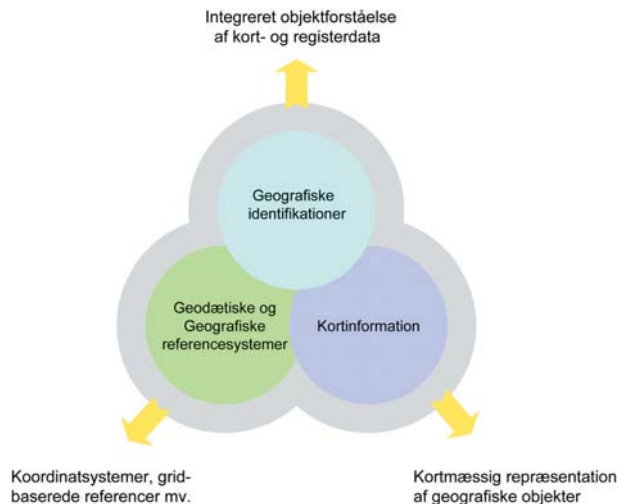 Integreret objektforståelse
af kort- og registerdata
Geografiske
identifikationer
Geodætiske og
Geografiske
referencesystemer
Kortinformation
Koordinatsystemer, grid-
baserede referencer mv.
Kortmæssig repræsentation
af geografiske objekter